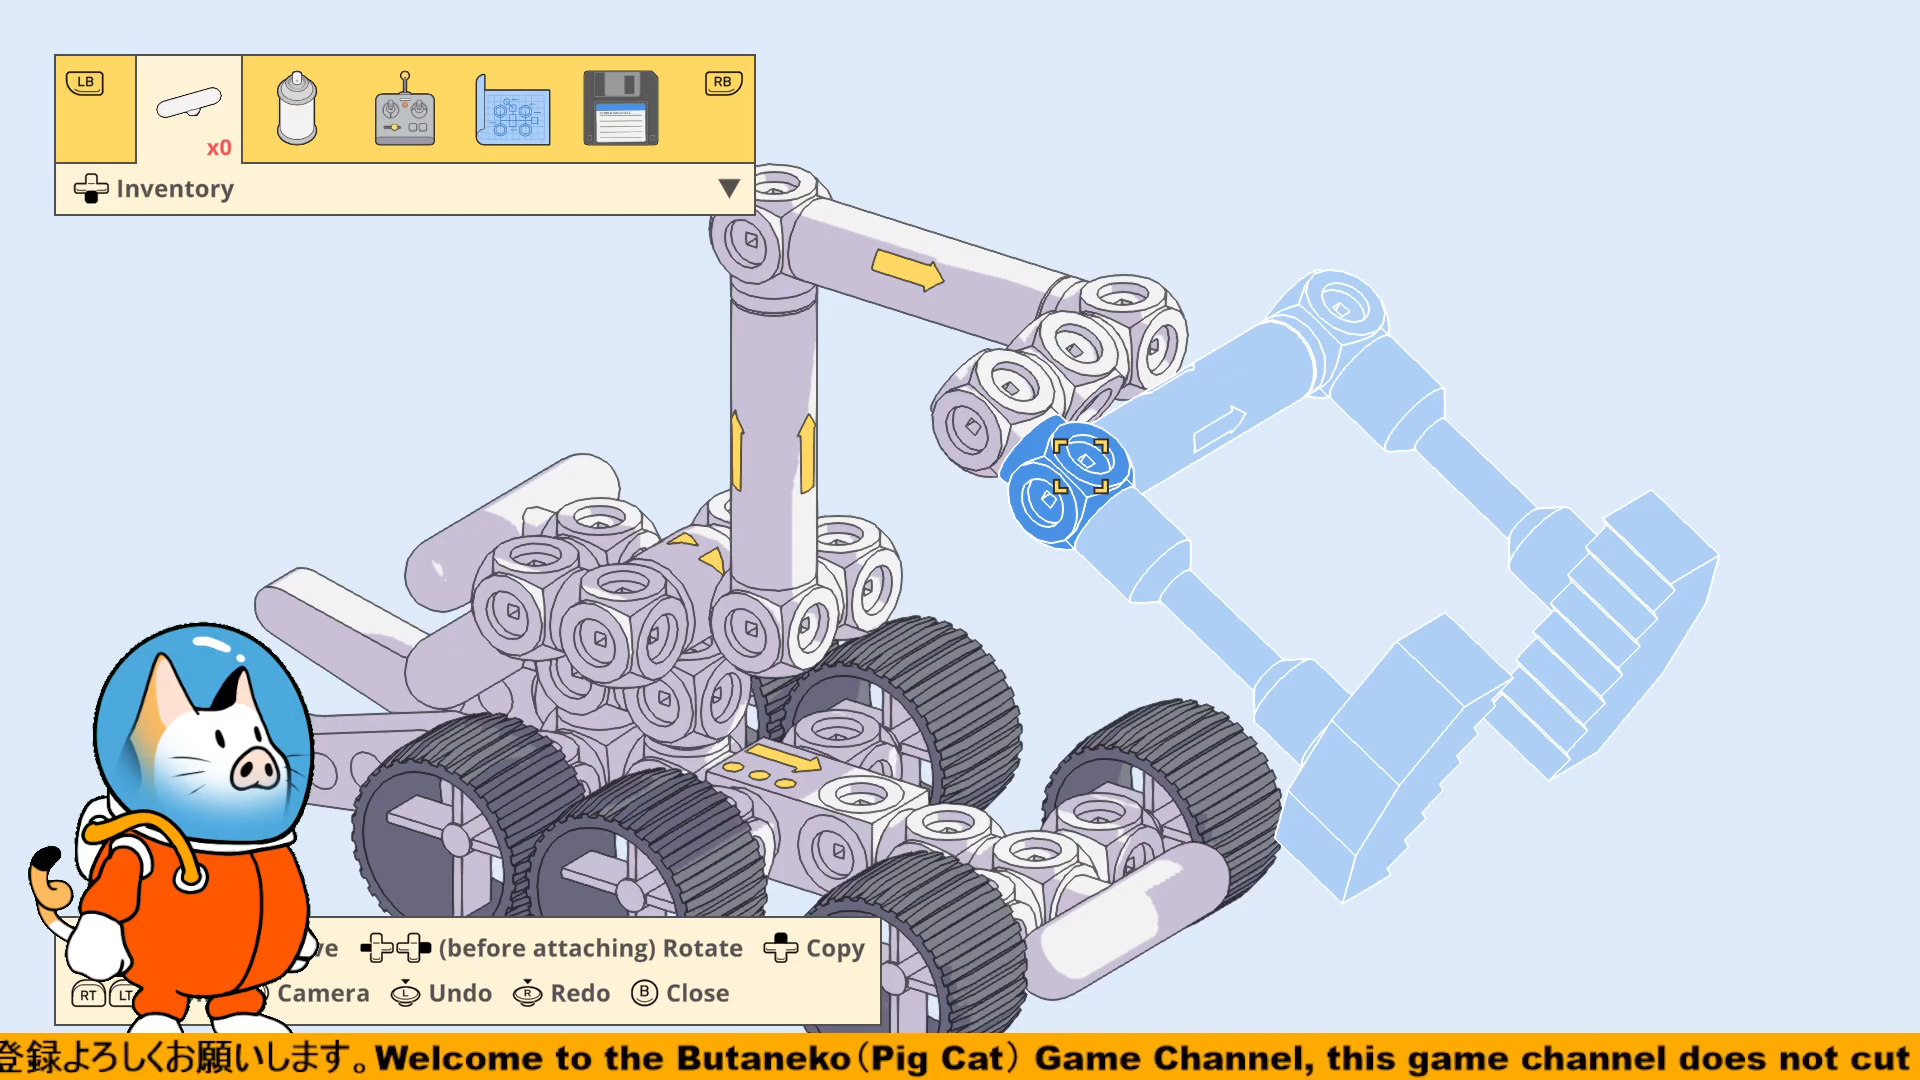 LB
RB
x0
Inventory
ve (before attaching) Rotate Copy
RT LT Camera L Undo R Redo B Close
登録よろしくお願いします。Welcome to the Butaneko（Pig Cat）Game Channel, this game channel does not cut